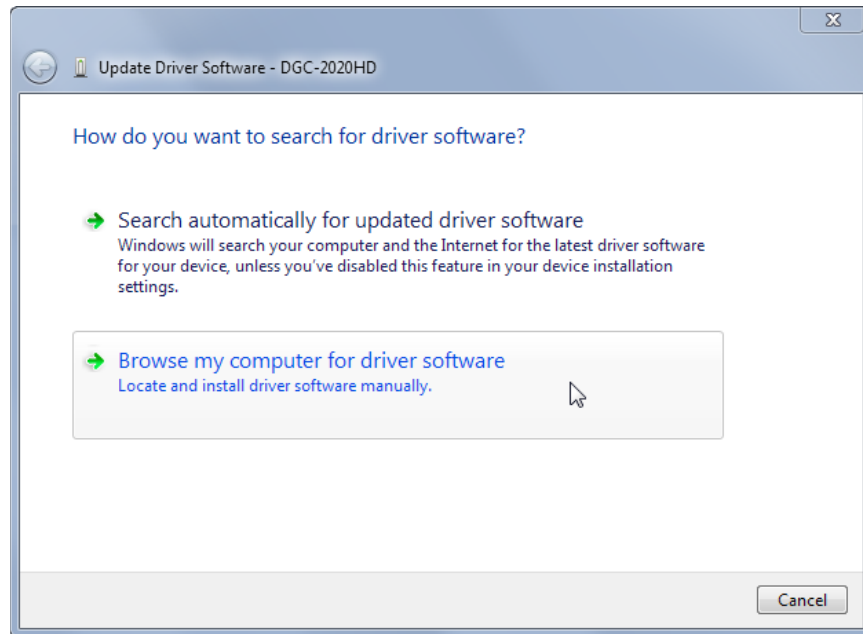 Update Driver Software - DGC-2020HD
How do you want to search for driver software?
Search automatically for updated driver software
Windows will search your computer and the Internet for the latest driver software
for your device, unless you've disabled this feature in your device installation
settings.
Browse my computer for driver software
Locate and install driver software manually.
Cancel